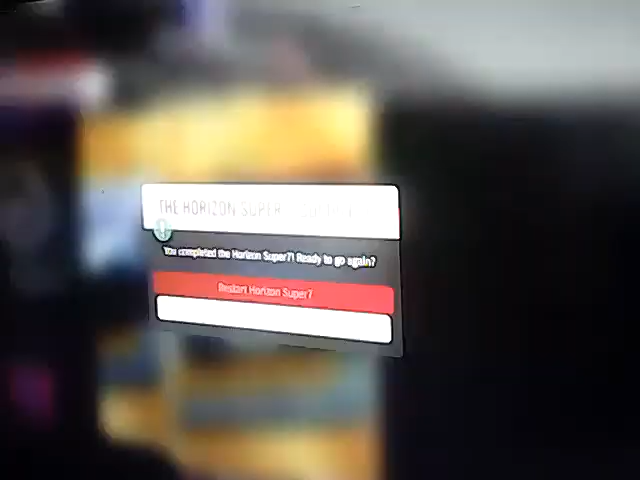 THE HORIZON SUPER
You completed the Horizon Super7! Ready to go again?
Restart Horizon Super7